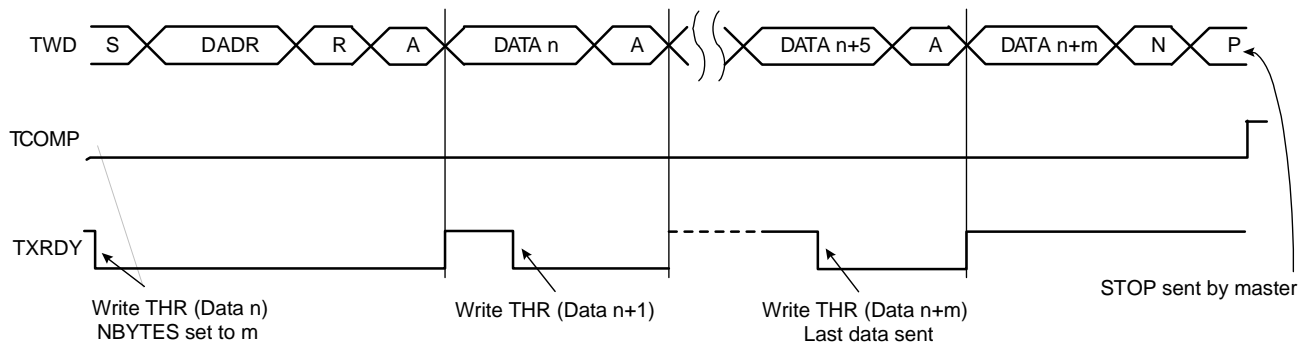 TWD S DADR R A DATA n A DATA n+5 A DATA n+m N P
TCOMP
TXRDY
Write THR (Data n)
NBYTES set to m
Write THR (Data n+1)
Write THR (Data n+m)
Last data sent
STOP sent by master